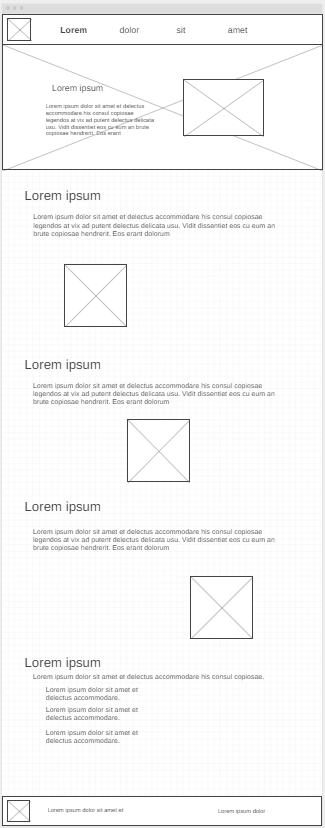 Lorem dolor sit amet
Lorem ipsum
Lorem ipsum dolor sit amet et delectus
accommodare his consul copiosae
legendos at vix ad putent delectus delicata
usu. Vidit dissentiet eos cu eum an brute
copiosae hendrerit. Eos erant
Lorem ipsum
Lorem ipsum dolor sit amet et delectus accommodare his consul copiosae
legendos at vix ad putent delectus delicata usu. Vidit dissentiet eos cu eum an
brute copiosae hendrerit. Eos erant dolorum
Lorem ipsum
Lorem ipsum dolor sit amet et delectus accommodare his consul copiosae
legendos at vix ad putent delectus delicata usu. Vidit dissentiet eos cu eum an
brute copiosae hendrerit. Eos erant dolorum
Lorem ipsum
Lorem ipsum dolor sit amet et delectus accommodare his consul copiosae
legendos at vix ad putent delectus delicata usu. Vidit dissentiet eos cu eum an
brute copiosae hendrerit. Eos erant dolorum
Lorem ipsum
Lorem ipsum dolor sit amet et delectus accommodare his consul copiosae.
Lorem ipsum dolor sit amet et
delectus accommodare.
Lorem ipsum dolor sit amet et
delectus accommodare.
Lorem ipsum dolor sit amet et
delectus accommodare.
Lorem ipsum dolor sit amet et
Lorem ipsum dolor